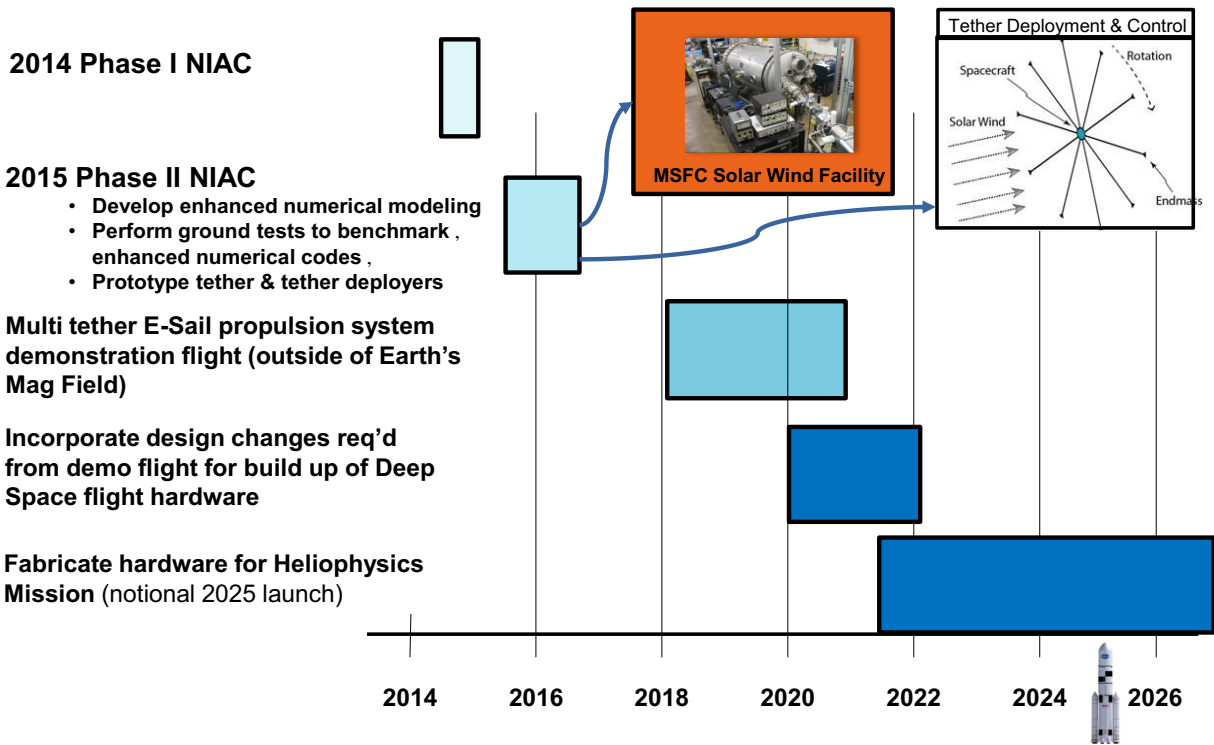 2014 Phase I NIAC
2015 Phase II NIAC
• Develop enhanced numerical modeling
• Perform ground tests to benchmark ,
enhanced numerical codes ,
• Prototype tether & tether deployers
Multi tether E-Sail propulsion system
demonstration flight (outside of Earth’s
Mag Field)
Incorporate design changes req’d
from demo flight for build up of Deep
Space flight hardware
Fabricate hardware for Heliophysics
Mission (notional 2025 launch)
MSFC Solar Wind Facility
Tether Deployment & Control
Rotation
Spacecraft
Solar Wind
Endmass
2014
2016
2018
2020
2022
2024
2026